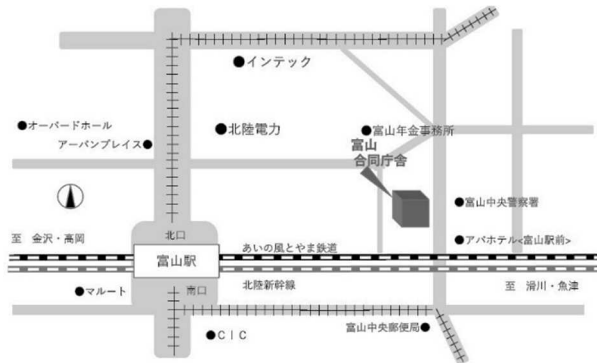 ●インテック
●オーバードホール
アーバンプレイス●
●北陸電力
●富山年金事務所
富山
合同庁舎
●富山中央警察署
至　金沢・高岡
北口
あいの風とやま鉄道
●アパホテル<富山駅前>
富山駅
●マルート
南口
北陸新幹線
至　滑川・魚津
●CIC
富山中央郵便局●